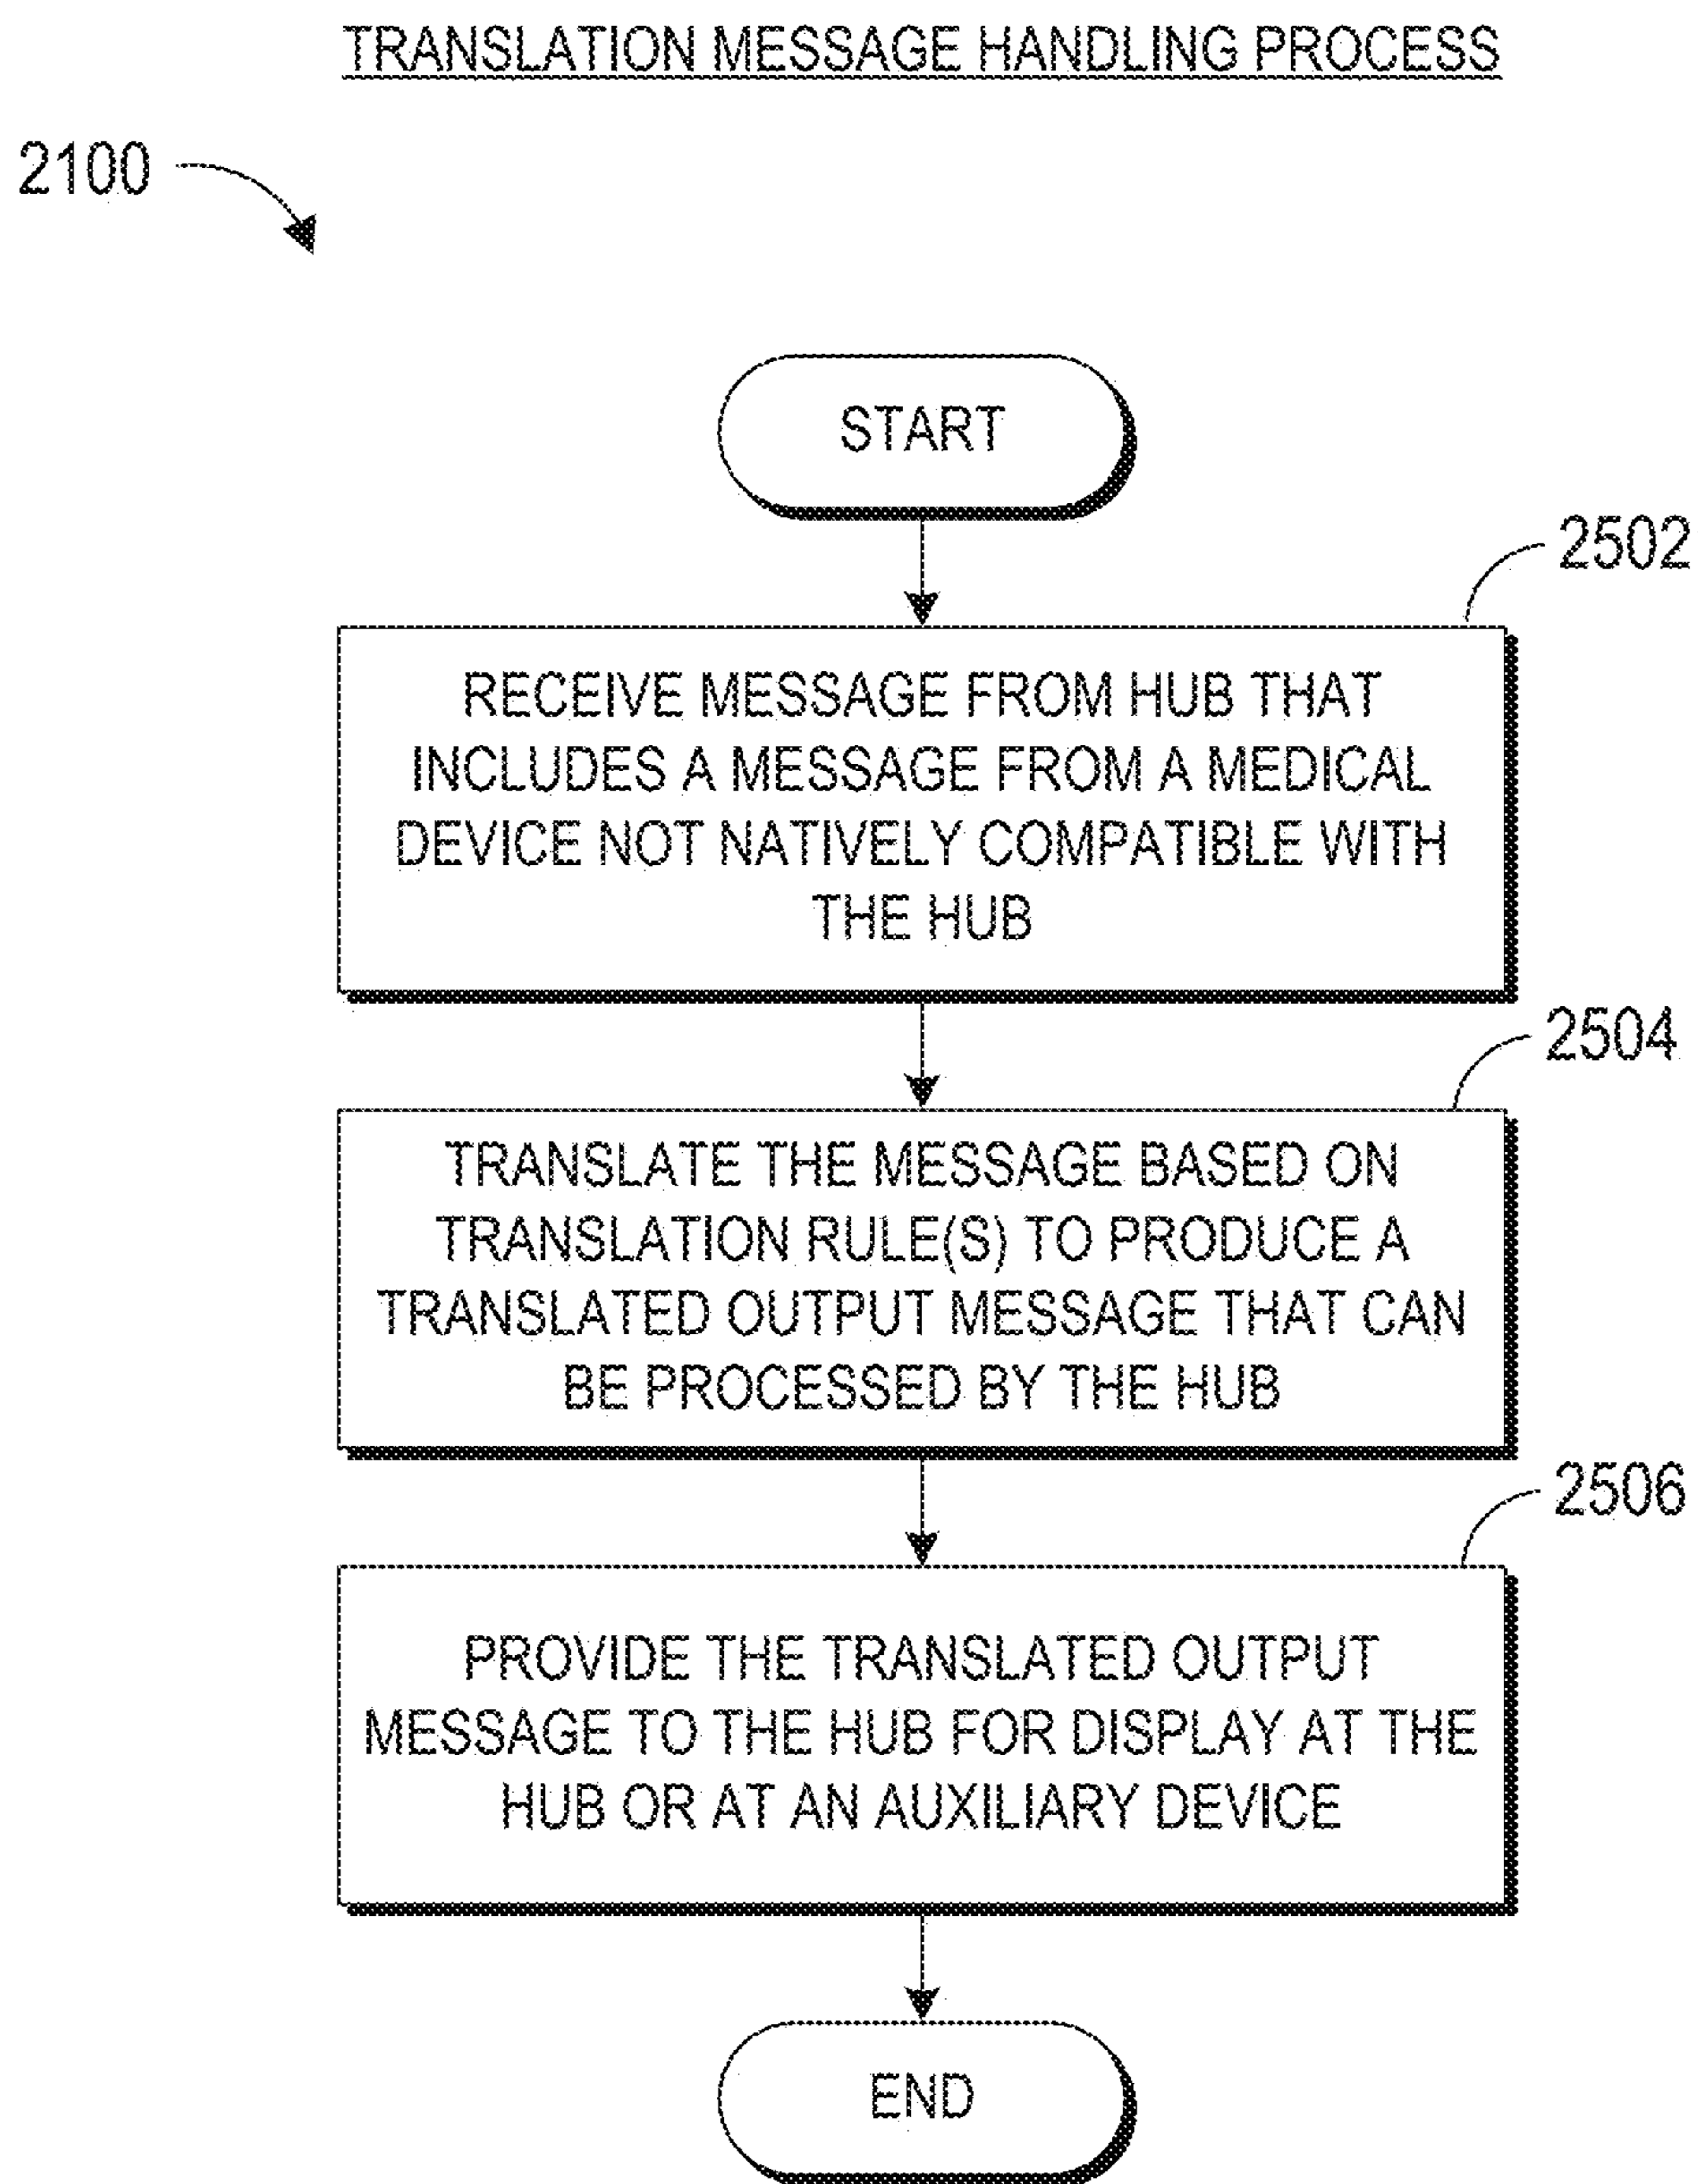 TRANSLATION MESSAGE HANDLING PROCESS
2100
START
2502
RECEIVE MESSAGE FROM HUB THAT
INCLUDES A MESSAGE FROM A MEDICAL
DEVICE NOT NATIVELY COMPATIBLE WITH
THE HUB
2504
TRANSLATE THE MESSAGE BASED ON
TRANSLATION RULE(S) TO PRODUCE A
TRANSLATED OUTPUT MESSAGE THAT CAN
BE PROCESSED BY THE HUB
2506
PROVIDE THE TRANSLATED OUTPUT
MESSAGE TO THE HUB FOR DISPLAY AT THE
HUB OR AT AN AUXILIARY DEVICE
END